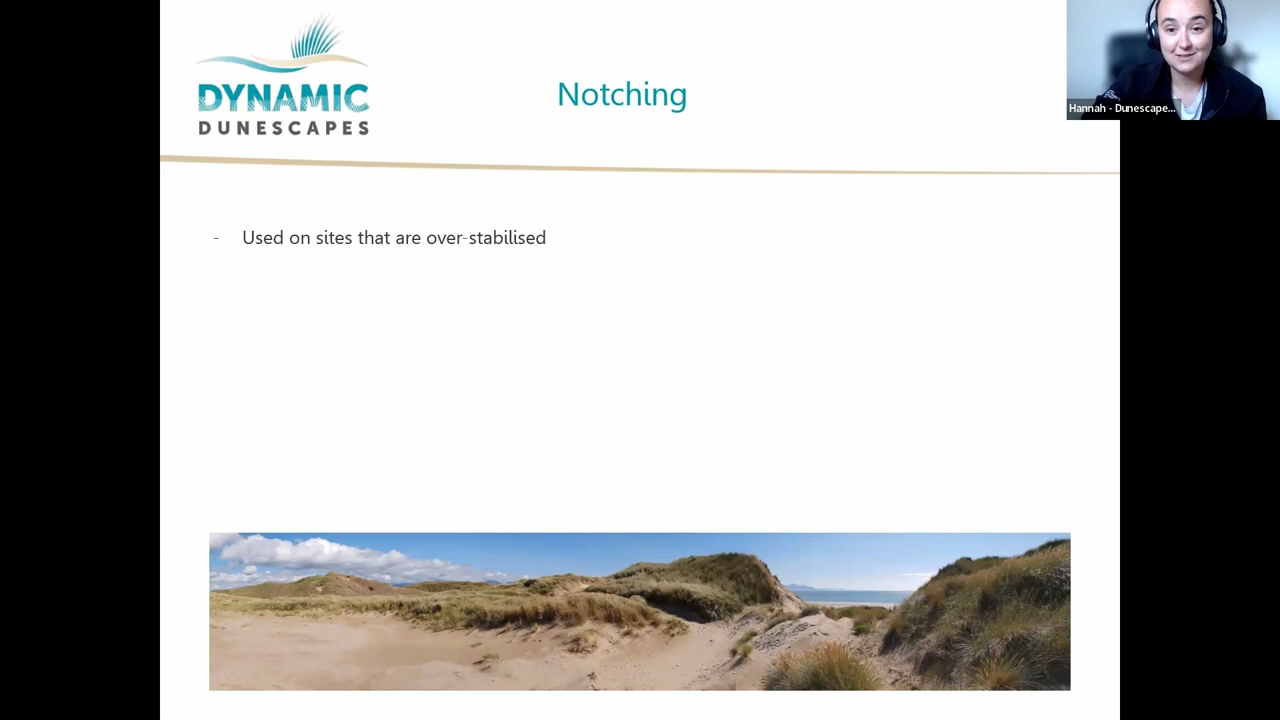 DYNAMIC
DUNESCAPES
Notching
Hannah - Dunescape...
- Used on sites that are over-stabilised